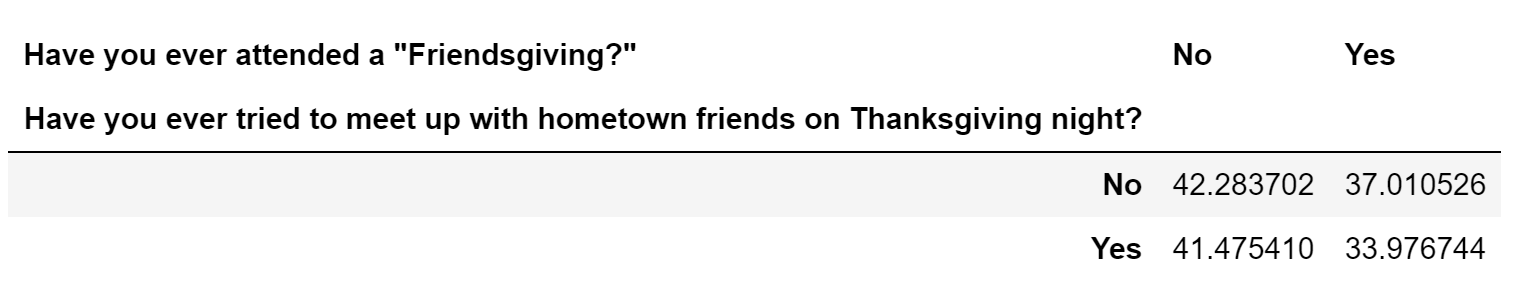 Have you ever attended a "Friendsgiving?" No Yes
Have you ever tried to meet up with hometown friends on Thanksgiving night?
No 42.283702 37.010526
Yes 41.475410 33.976744